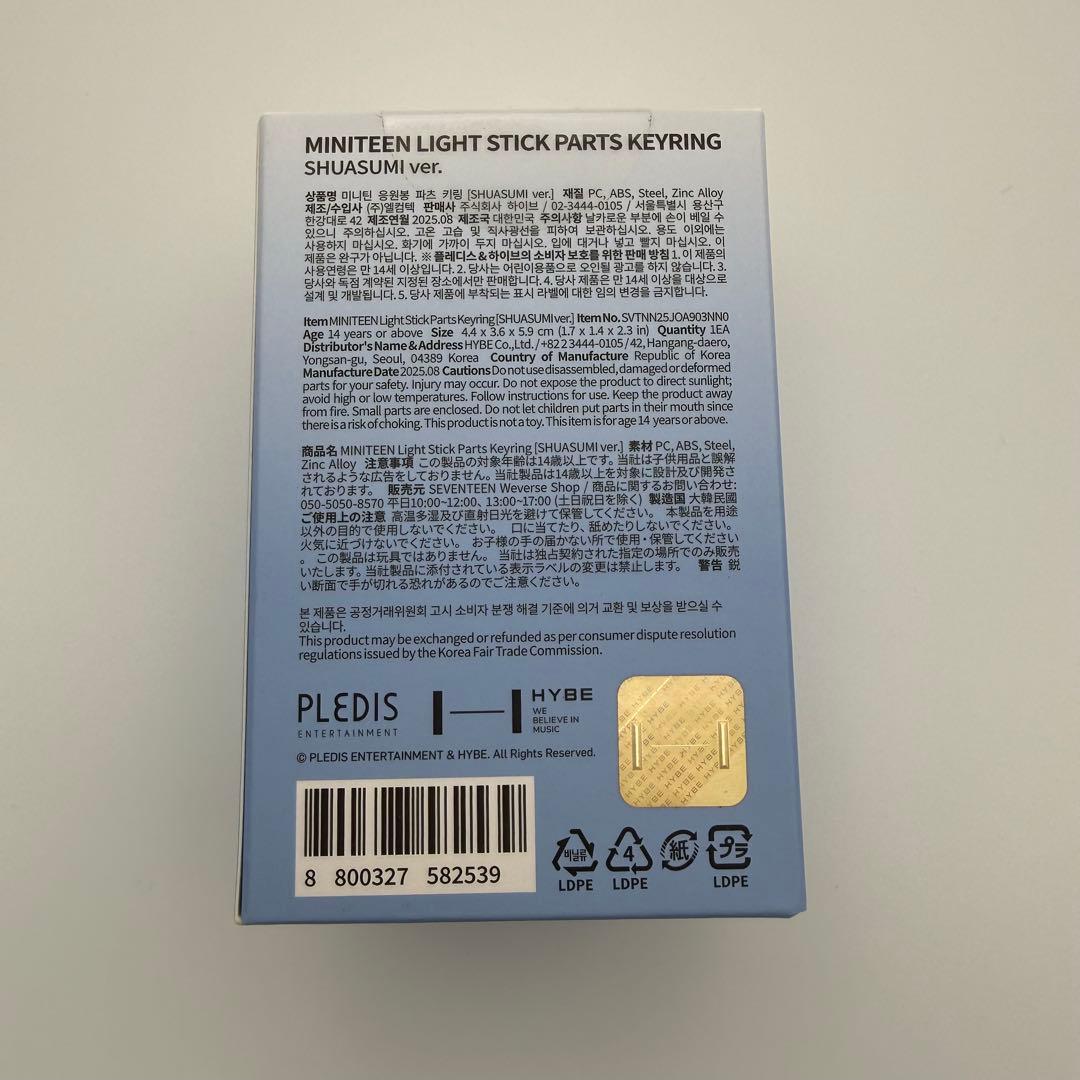 MINITEEN LIGHT STICK PARTS KEYRING
SHUASUMI ver.
상품명 미니틴 응원봉 파츠 키링 [SHUASUMI ver.] 재질 PC, ABS, Steel, Zinc Alloy
제조/수입사 (주)엘컴텍 판매사 주식회사 하이브 / 02-3444-0105 / 서울특별시 용산구
한강대로 42 제조연월 2025.08 제조국 대한민국 주의사항 날카로운 부분에 손이 베일 수
있으니 주의하십시오. 고온 고습 및 직사광선을 피하여 보관하십시오. 용도 이외에는
사용하지 마십시오. 화기에 가까이 두지 마십시오. 입에 대거나 넣고 빨지 마십시오. 이
제품은 완구가 아닙니다. ※ 플레디스 & 하이브의 소비자 보호를 위한 판매 방침 1. 이 제품의
사용연령은 만 14세 이상입니다. 2. 당사는 어린이용품으로 오인될 광고를 하지 않습니다. 3.
당사와 독점 계약된 지정된 장소에서만 판매합니다. 4. 당사 제품은 만 14세 이상을 대상으로
설계 및 개발됩니다. 5. 당사 제품에 부착되는 표시 라벨에 대한 임의 변경을 금지합니다.
Item MINITEEN Light Stick Parts Keyring [SHUASUMI ver.] Item No. SVTNN25JOA903NN0
Age 14 years or above Size 4.4 x 3.6 x 5.9 cm (1.7 x 1.4 x 2.3 in) Quantity 1EA
Distributor's Name & Address HYBE Co., Ltd. / +82 2 3444-0105 / 42, Hangang-daero,
Yongsan-gu, Seoul, 04389 Korea Country of Manufacture Republic of Korea
Manufacture Date 2025.08 Cautions Do not use disassembled, damaged or deformed
parts for your safety. Injury may occur. Do not expose the product to direct sunlight;
avoid high or low temperatures. Follow instructions for use. Keep the product away
from fire. Small parts are enclosed. Do not let children put parts in their mouth since
there is a risk of choking. This product is not a toy. This item is for age 14 years or above.
商品名 MINITEEN Light Stick Parts Keyring [SHUASUMI ver.] 素材 PC, ABS, Steel,
Zinc Alloy 注意事項 この製品の対象年齢は14歳以上です。当社は子供用品と誤解
されるような広告をしておりません。当社製品は14歳以上を対象に設計及び開発さ
れております。 販売元 SEVENTEEN Weverse Shop / 商品に関するお問い合わせ:
050-5050-8570 平日10:00~12:00、13:00~17:00 (土日祝日を除く) 製造国 大韓民國
ご使用上の注意 高温多湿及び直射日光を避けて保管してください。 本製品を用途
以外の目的で使用しないでください。 口に当てたり、舐めたりしないでください。
火気に近づけないでください。 お子様の手の届かない所で使用・保管してください
。この製品は玩具ではありません。 当社は独占契約された指定の場所でのみ販売
いたします。当社製品に添付されている表示ラベルの変更は禁止します。 警告 鋭
い断面で手が切れる恐れがあるのでご注意ください。
본 제품은 공정거래위원회 고시 소비자 분쟁 해결 기준에 의거 교환 및 보상을 받으실 수
있습니다.
This product may be exchanged or refunded as per consumer dispute resolution
regulations issued by the Korea Fair Trade Commission.
PLEDIS
ENTERTAINMENT
HYBE
WE
BELIEVE IN
MUSIC
© PLEDIS ENTERTAINMENT & HYBE. All Rights Reserved.
8 800327 582539
비닐류
LDPE
4
LDPE
紙
プラ
LDPE